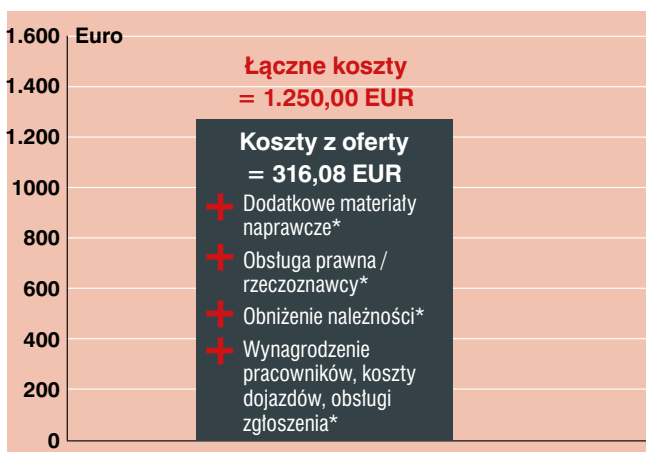 1.600 Euro
Łączne koszty
= 1.250,00 EUR
1.400
1.200
Koszty z oferty
= 316,08 EUR
1000
Dodatkowe materiały
naprawcze*
800
Obsługa prawna /
rzeczoznawcy*
600
Obniżenie należności*
400
Wynagrodzenie
pracowników, koszty
dojazdów, obsługi
zgłoszenia*
200
0